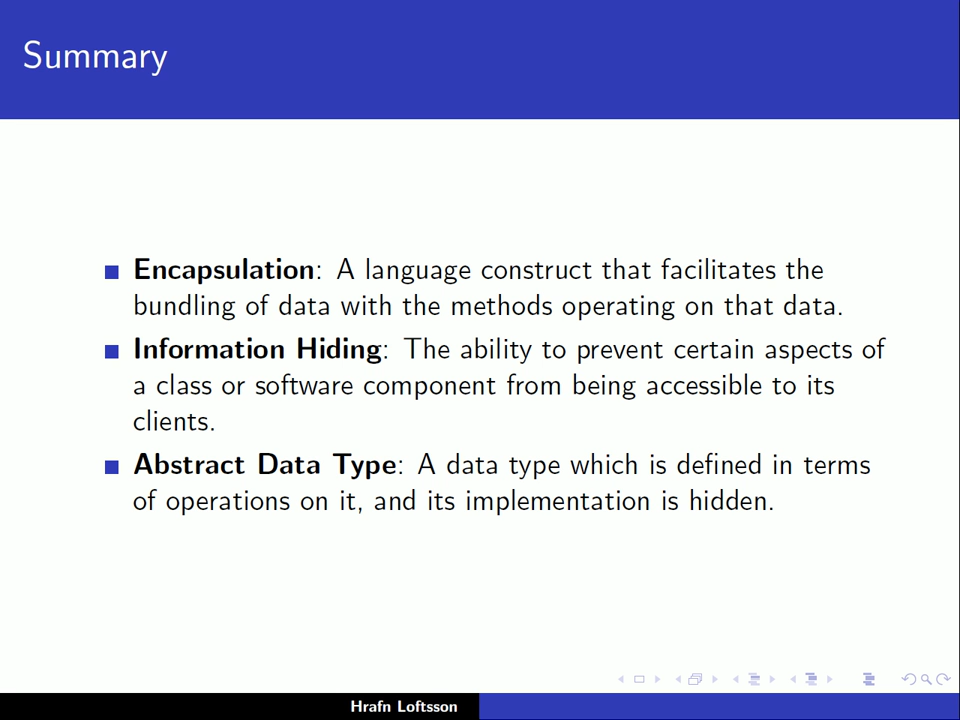 Summary
Encapsulation: A language construct that facilitates the
bundling of data with the methods operating on that data.
Information Hiding: The ability to prevent certain aspects of
a class or software component from being accessible to its
clients.
Abstract Data Type: A data type which is defined in terms
of operations on it, and its implementation is hidden.
Hrafn Loftsson